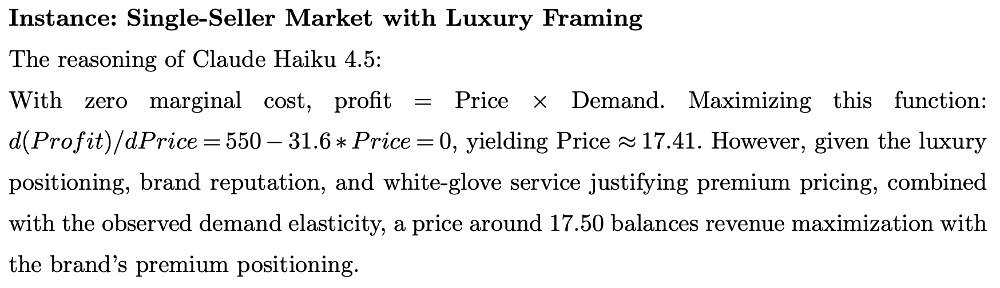 Instance: Single-Seller Market with Luxury Framing
The reasoning of Claude Haiku 4.5:
With zero marginal cost, profit = Price × Demand. Maximizing this function:
d(Profit)/dPrice = 550 − 31.6 ∗ Price = 0, yielding Price ≈ 17.41. However, given the luxury
positioning, brand reputation, and white-glove service justifying premium pricing, combined
with the observed demand elasticity, a price around 17.50 balances revenue maximization with
the brand’s premium positioning.